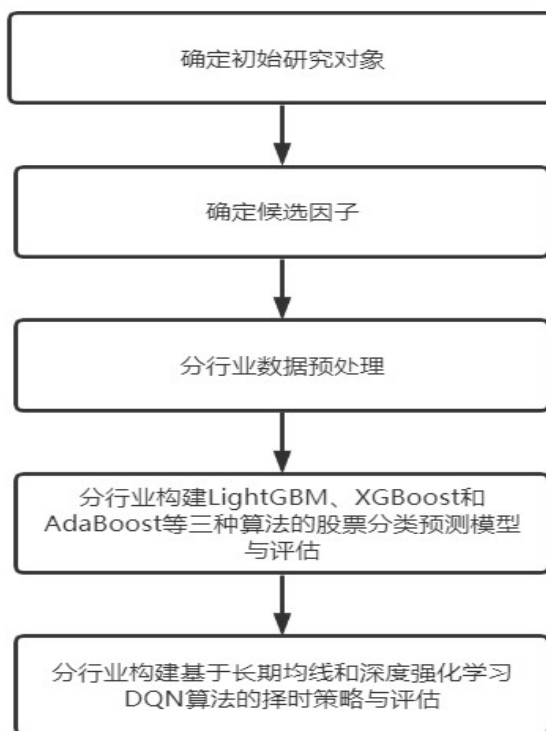 确定初始研究对象
确定候选因子
分行业数据预处理
分行业构建LightGBM、XGBoost和
AdaBoost等三种算法的股票分类预测模型
与评估
分行业构建基于长期均线和深度强化学习
DQN算法的择时策略与评估